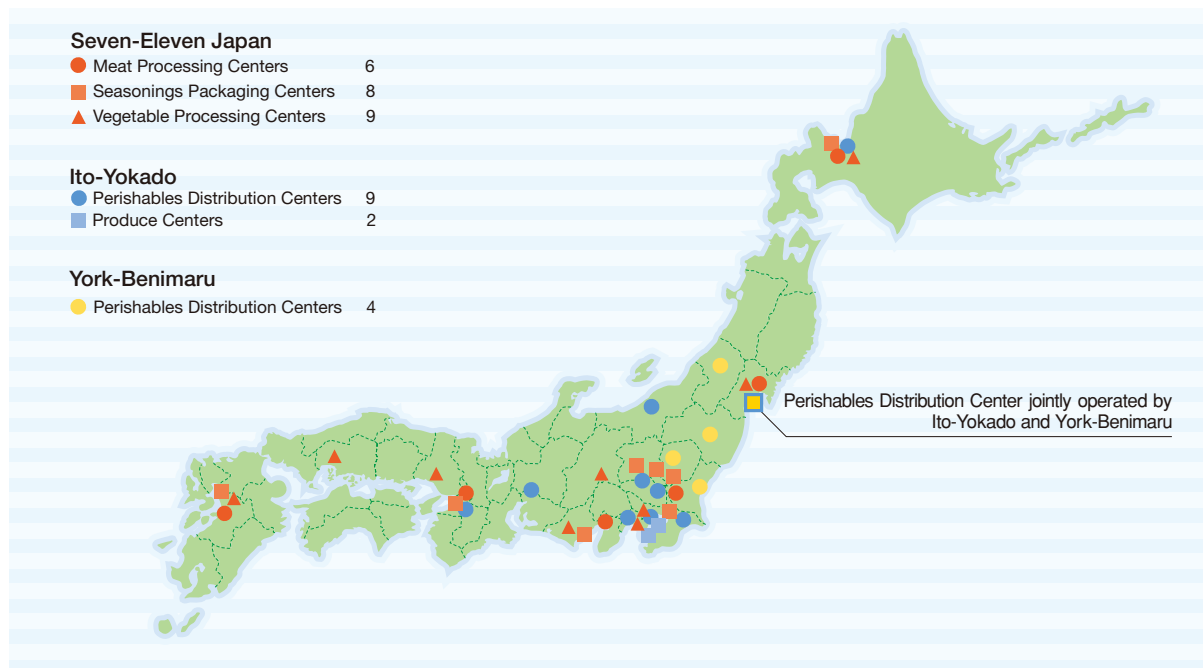 Seven-Eleven Japan
Meat Processing Centers 6
Seasonings Packaging Centers 8
Vegetable Processing Centers 9
Ito-Yokado
Perishables Distribution Centers 9
Produce Centers 2
York-Benimaru
Perishables Distribution Centers 4
Perishables Distribution Center jointly operated by
Ito-Yokado and York-Benimaru